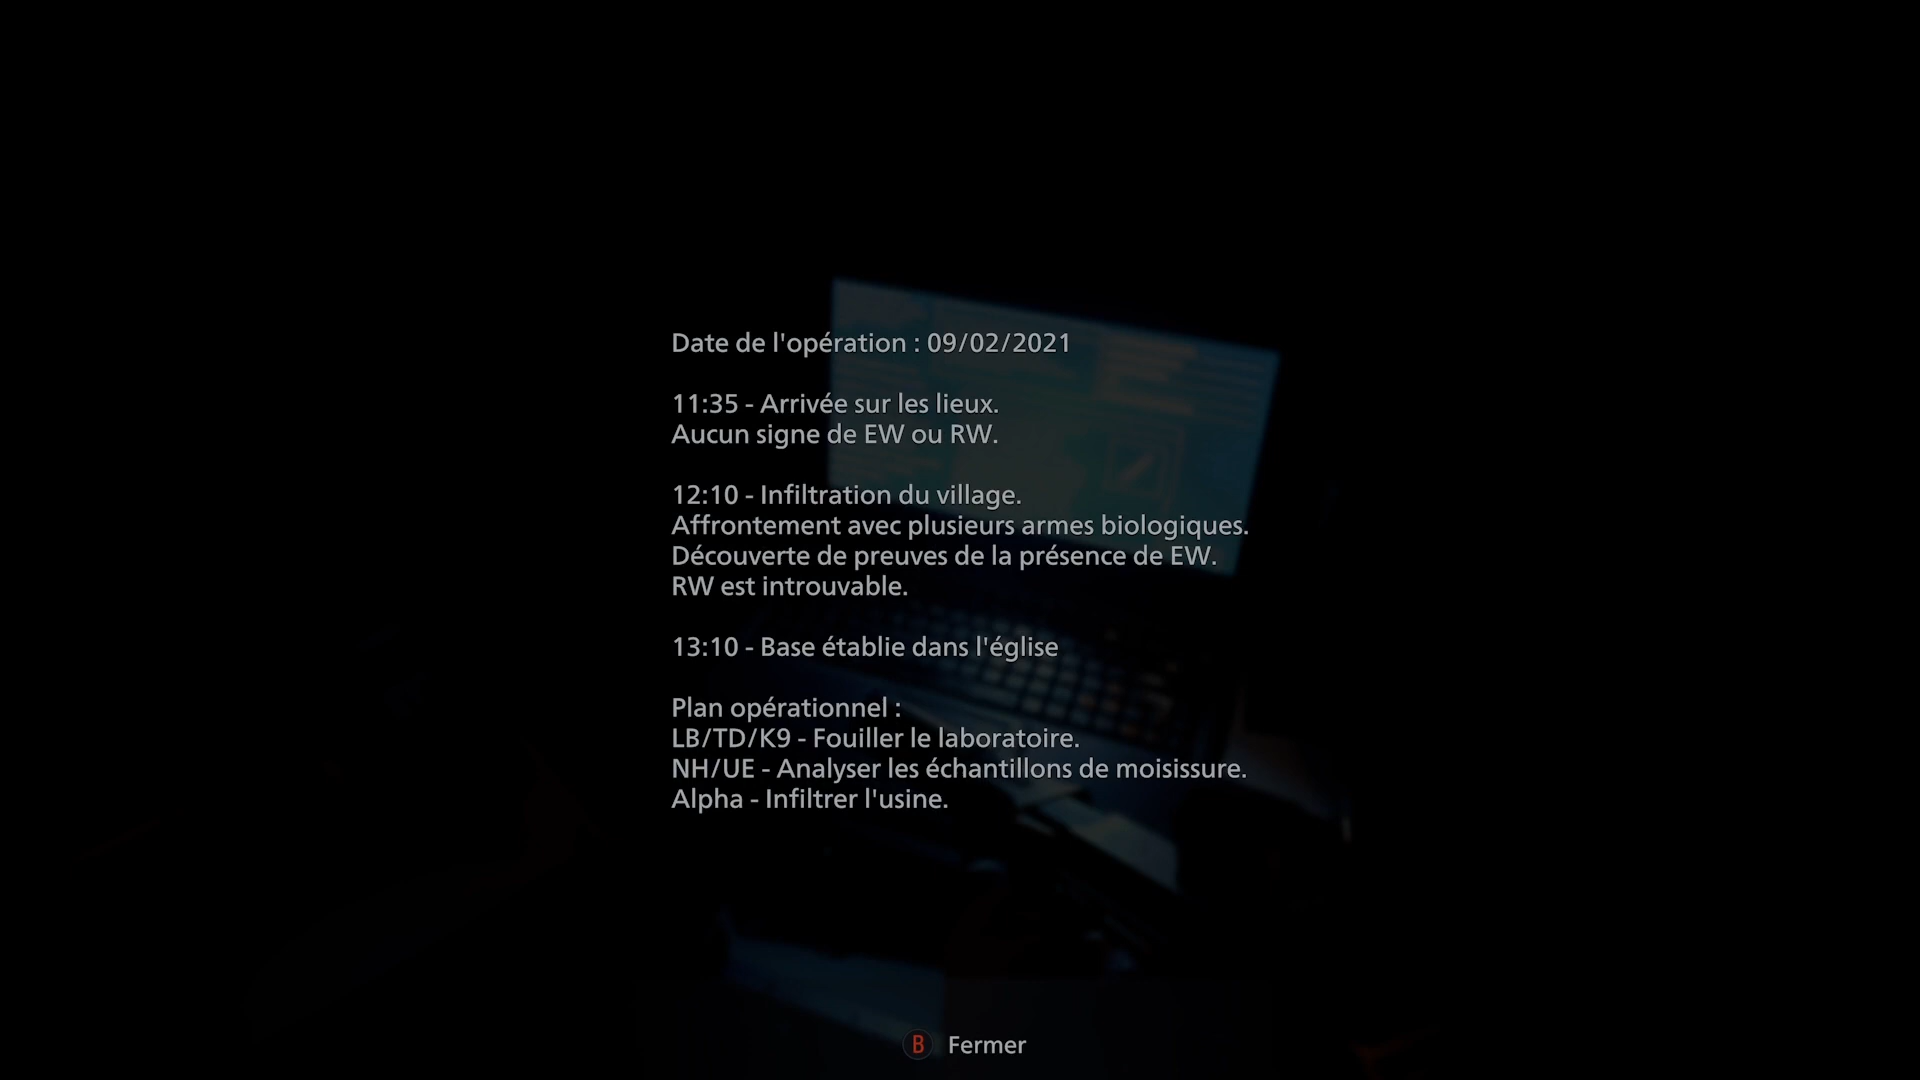 Date de l'opération : 09/02/2021
11:35 - Arrivée sur les lieux.
Aucun signe de EW ou RW.
12:10 - Infiltration du village.
Affrontement avec plusieurs armes biologiques.
Découverte de preuves de la présence de EW.
RW est introuvable.
13:10 - Base établie dans l'église
Plan opérationnel :
LB/TD/K9 - Fouiller le laboratoire.
NH/UE - Analyser les échantillons de moisissure.
Alpha - Infiltrer l'usine.
B Fermer